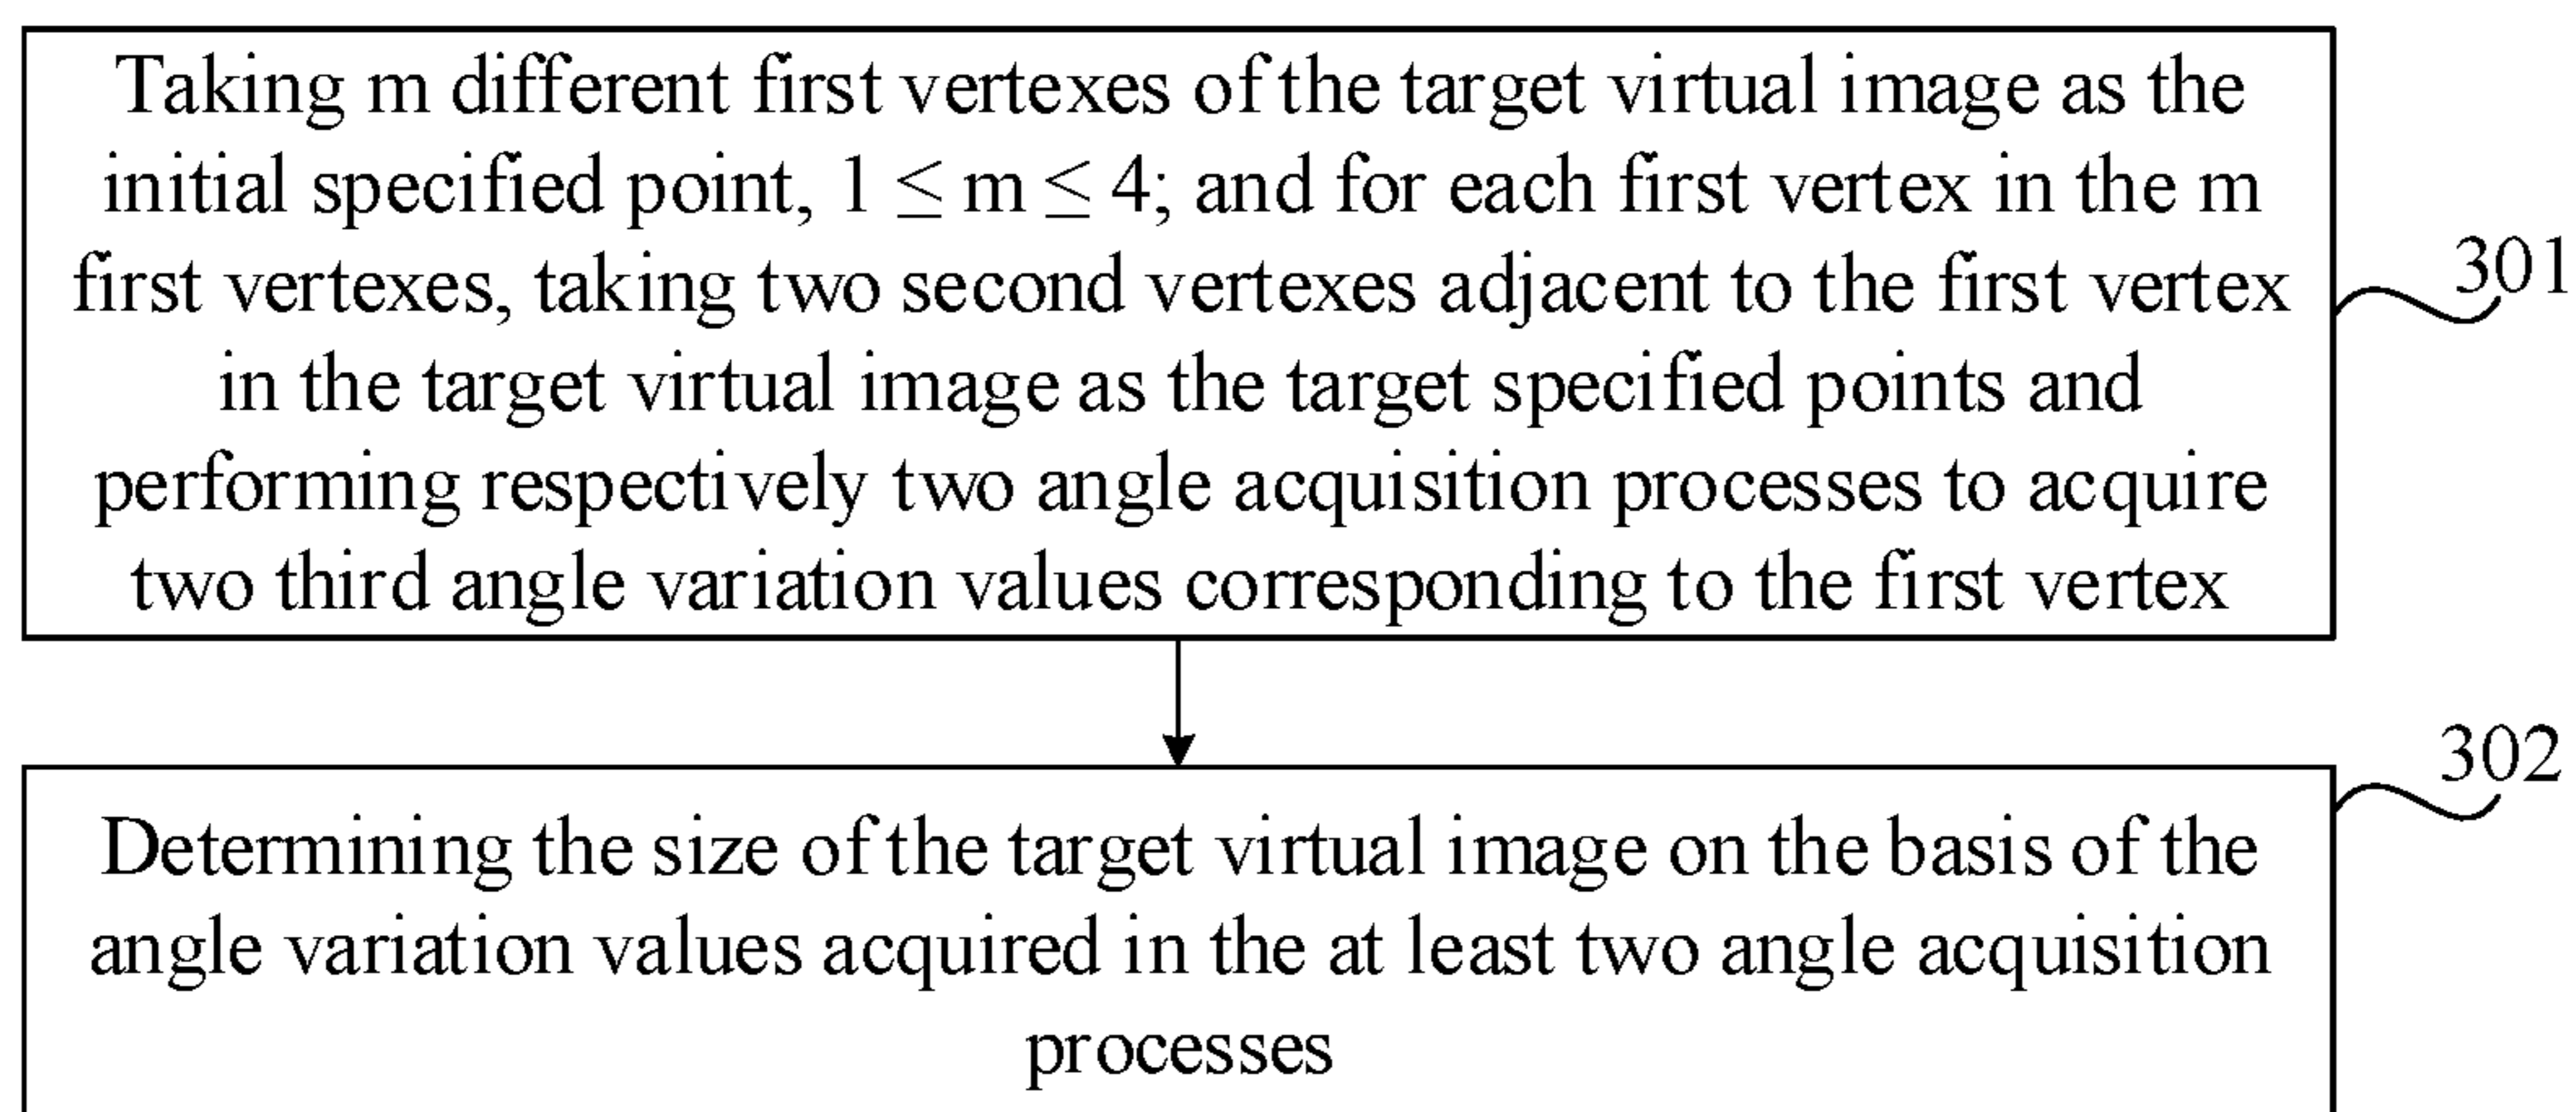 Taking m different first vertexes of the target virtual image as the
initial specified point, 1 ≤ m ≤ 4; and for each first vertex in the m
first vertexes, taking two second vertexes adjacent to the first vertex
in the target virtual image as the target specified points and
performing respectively two angle acquisition processes to acquire
two third angle variation values corresponding to the first vertex
301
302
Determining the size of the target virtual image on the basis of the
angle variation values acquired in the at least two angle acquisition
processes